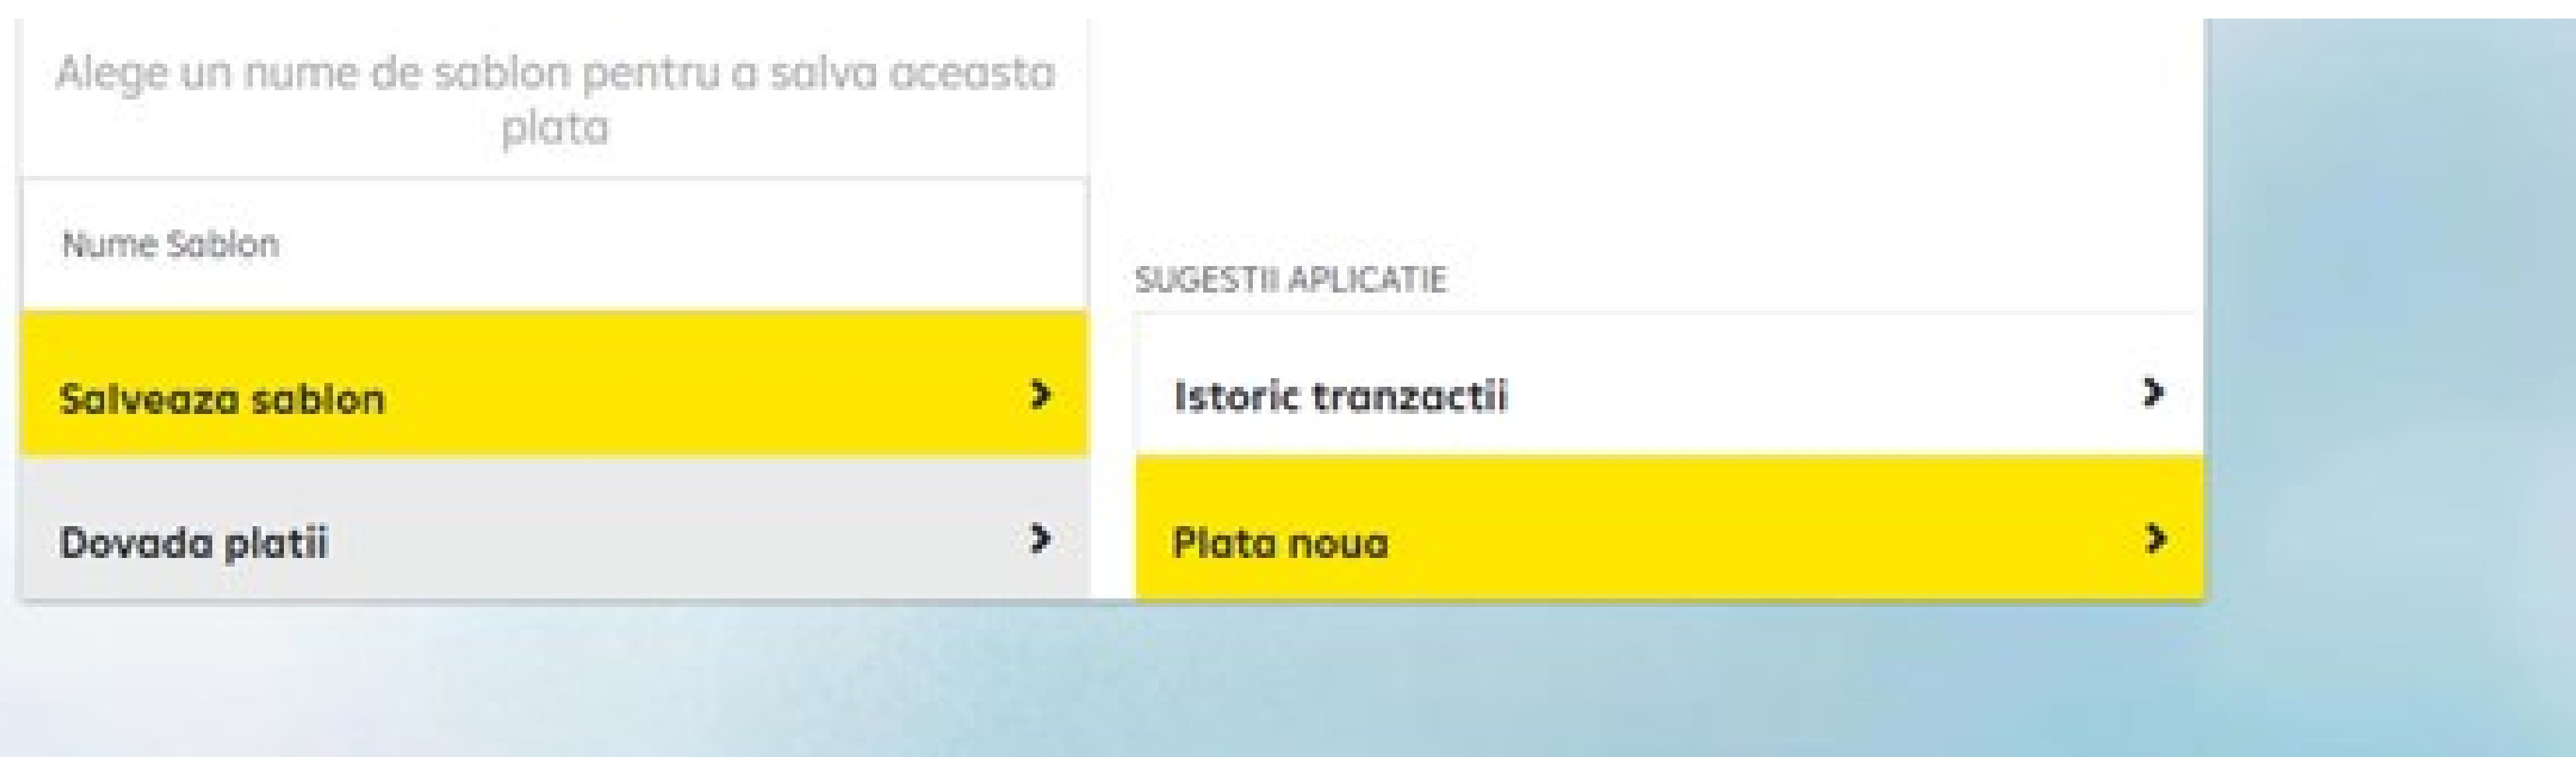 Alege un nume de sablon pentru a salva aceasta
plata
Nume Sablon
Salveaza sablon
Dovada platii
SUGESTII APLICATIE
Istoric tranzactii
Plata noua